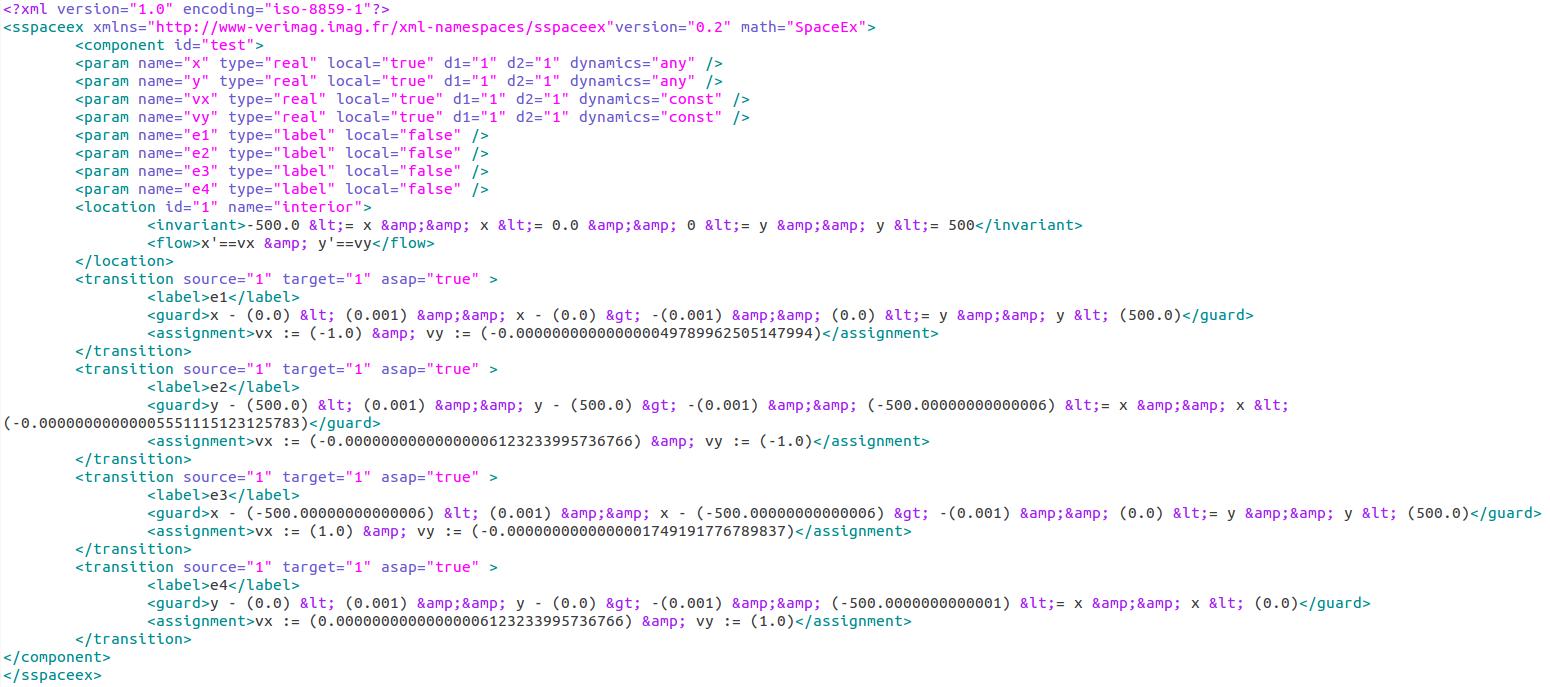 <?xml version="1.0" encoding="iso-8859-1"?>
<sspaceex xmlns="http://www-verimag.imag.fr/xml-namespaces/sspaceex"version="0.2" math="SpaceEx">
<component id="test">
<param name="x" type="real" local="true" d1="1" d2="1" dynamics="any" />
<param name="y" type="real" local="true" d1="1" d2="1" dynamics="any" />
<param name="vx" type="real" local="true" d1="1" d2="1" dynamics="const" />
<param name="vy" type="real" local="true" d1="1" d2="1" dynamics="const" />
<param name="e1" type="label" local="false" />
<param name="e2" type="label" local="false" />
<param name="e3" type="label" local="false" />
<param name="e4" type="label" local="false" />
<location id="1" name="interior">
<invariant>-500.0 &lt;= x &amp;&amp; x &lt;= 0.0 &amp;&amp; 0 &lt;= y &amp;&amp; y &lt;= 500</invariant>
<flow>x'==vx &amp; y'==vy</flow>
</location>
<transition source="1" target="1" asap="true" >
<label>e1</label>
<guard>x - (0.0) &lt; (0.001) &amp;&amp; x - (0.0) &gt; -(0.001) &amp;&amp; (0.0) &lt;= y &amp;&amp; y &lt; (500.0)</guard>
<assignment>vx := (-1.0) &amp; vy := (-0.00000000000000004979962505147994)</assignment>
</transition>
<transition source="1" target="1" asap="true" >
<label>e2</label>
<guard>y - (500.0) &lt; (0.001) &amp;&amp; y - (500.0) &gt; -(0.001) &amp;&amp; (-500.00000000000006) &lt;= x &amp;&amp; x &lt;
(-0.00000000000005551115123125783)</guard>
<assignment>vx := (-0.00000000000000006123233995736766) &amp; vy := (-1.0)</assignment>
</transition>
<transition source="1" target="1" asap="true" >
<label>e3</label>
<guard>x - (-500.00000000000006) &lt; (0.001) &amp;&amp; x - (-500.00000000000006) &gt; -(0.001) &amp;&amp; (0.0) &lt;= y &amp;&amp; y &lt; (500.0)</guard>
<assignment>vx := (1.0) &amp; vy := (-0.0000000000000001749191776789837)</assignment>
</transition>
<transition source="1" target="1" asap="true" >
<label>e4</label>
<guard>y - (0.0) &lt; (0.001) &amp;&amp; y - (0.0) &gt; -(0.001) &amp;&amp; (-500.0000000000001) &lt;= x &amp;&amp; x &lt; (0.0)</guard>
<assignment>vx := (0.00000000000000006123233995736766) &amp; vy := (1.0)</assignment>
</transition>
</component>
</sspaceex>